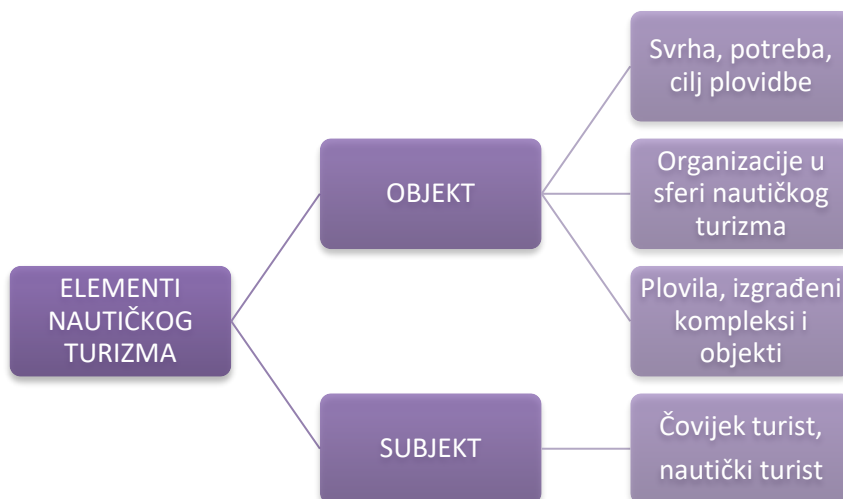 Svrha, potreba,
cilj plovidbe
OBJEKT
Organizacije u
sferi nautičkog
turizma
ELEMENTI
NAUTIČKOG
TURIZMA
Plovila, izgrađeni
kompleksi i
objekti
SUBJEKT
Čovijek turist,
nautički turist